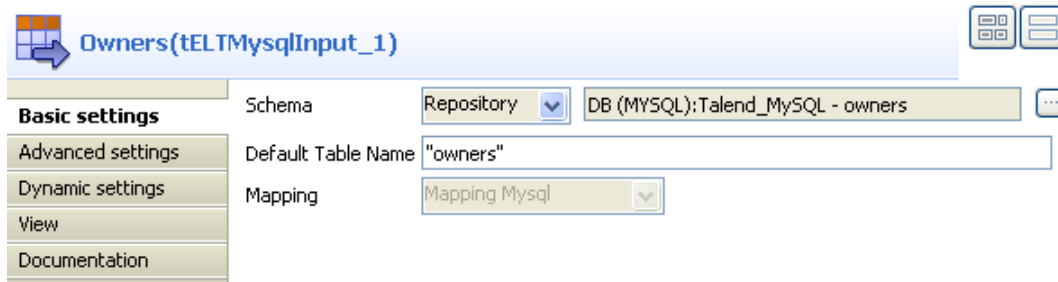 Owners(tELTMysqlInput_1)
Basic settings
Advanced settings
Dynamic settings
View
Documentation
Schema Repository DB (MYSQL):Talend_MySQL - owners ...
Default Table Name "owners"
Mapping Mapping Mysql